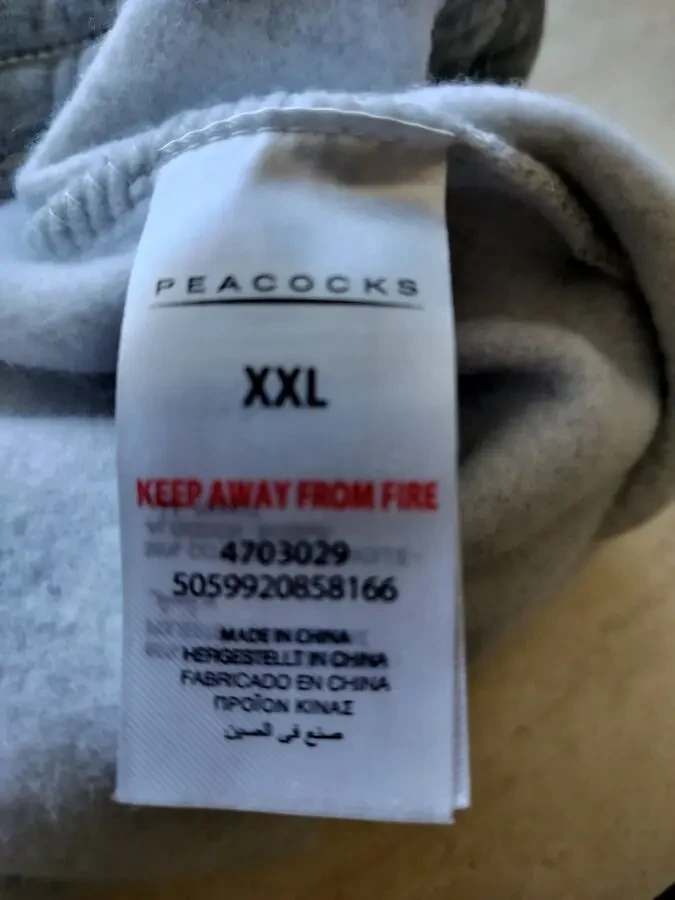 PEACOCKS
XXL
KEEP AWAY FROM FIRE
4703029
5059920858166
MADE IN CHINA
HERGESTELLT IN CHINA
FABRICADO EN CHINA
ΠΡΟΪΟΝ ΚΙΝΑΣ
صنع في الصين